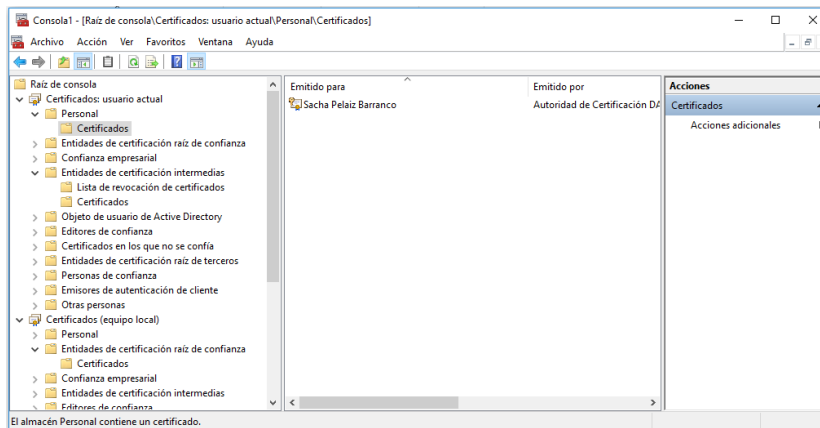 Consola1 - [Raíz de consola\Certificados: usuario actual\Personal\Certificados]
Archivo Acción Ver Favoritos Ventana Ayuda
Raíz de consola
Certificados: usuario actual
Personal
Certificados
Entidades de certificación raíz de confianza
Confianza empresarial
Entidades de certificación intermedias
Lista de revocación de certificados
Certificados
Objeto de usuario de Active Directory
Editores de confianza
Certificados en los que no se confía
Entidades de certificación raíz de terceros
Personas de confianza
Emisores de autenticación de cliente
Otras personas
Certificados (equipo local)
Personal
Entidades de certificación raíz de confianza
Certificados
Confianza empresarial
Entidades de certificación intermedias
Editores de confianza
Emitido para Emitido por
Sacha Pelaiz Barranco Autoridad de Certificación DA
Acciones
Certificados
Acciones adicionales
El almacén Personal contiene un certificado.